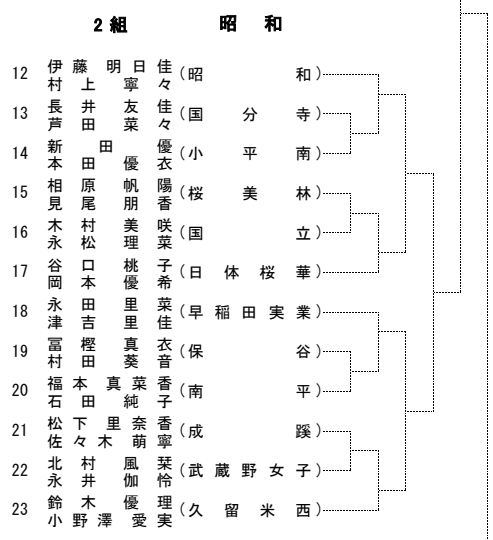 2組 昭和
12 伊藤 明日佳 (昭和)
村上 寧々
13 長井 友佳 (国分寺)
芦田 菜々
14 新田 優 (小平南)
本田 優衣
15 相原 帆陽 (桜美林)
見尾 朋香
16 木村 美咲 (国立)
永松 理菜
17 谷口 桃子 (日体桜華)
岡本 優希
18 永田 里菜 (早稲田実業)
津吉 里佳
19 冨樫 真衣 (保谷)
村田 葵音
20 福本 真菜香 (南平)
石田 純子
21 松下 里奈香 (成蹊)
佐々木 萌寧
22 北村 風栞 (武蔵野女子)
永井 伽怜
23 鈴木 優理 (久留米西)
小野澤 愛実